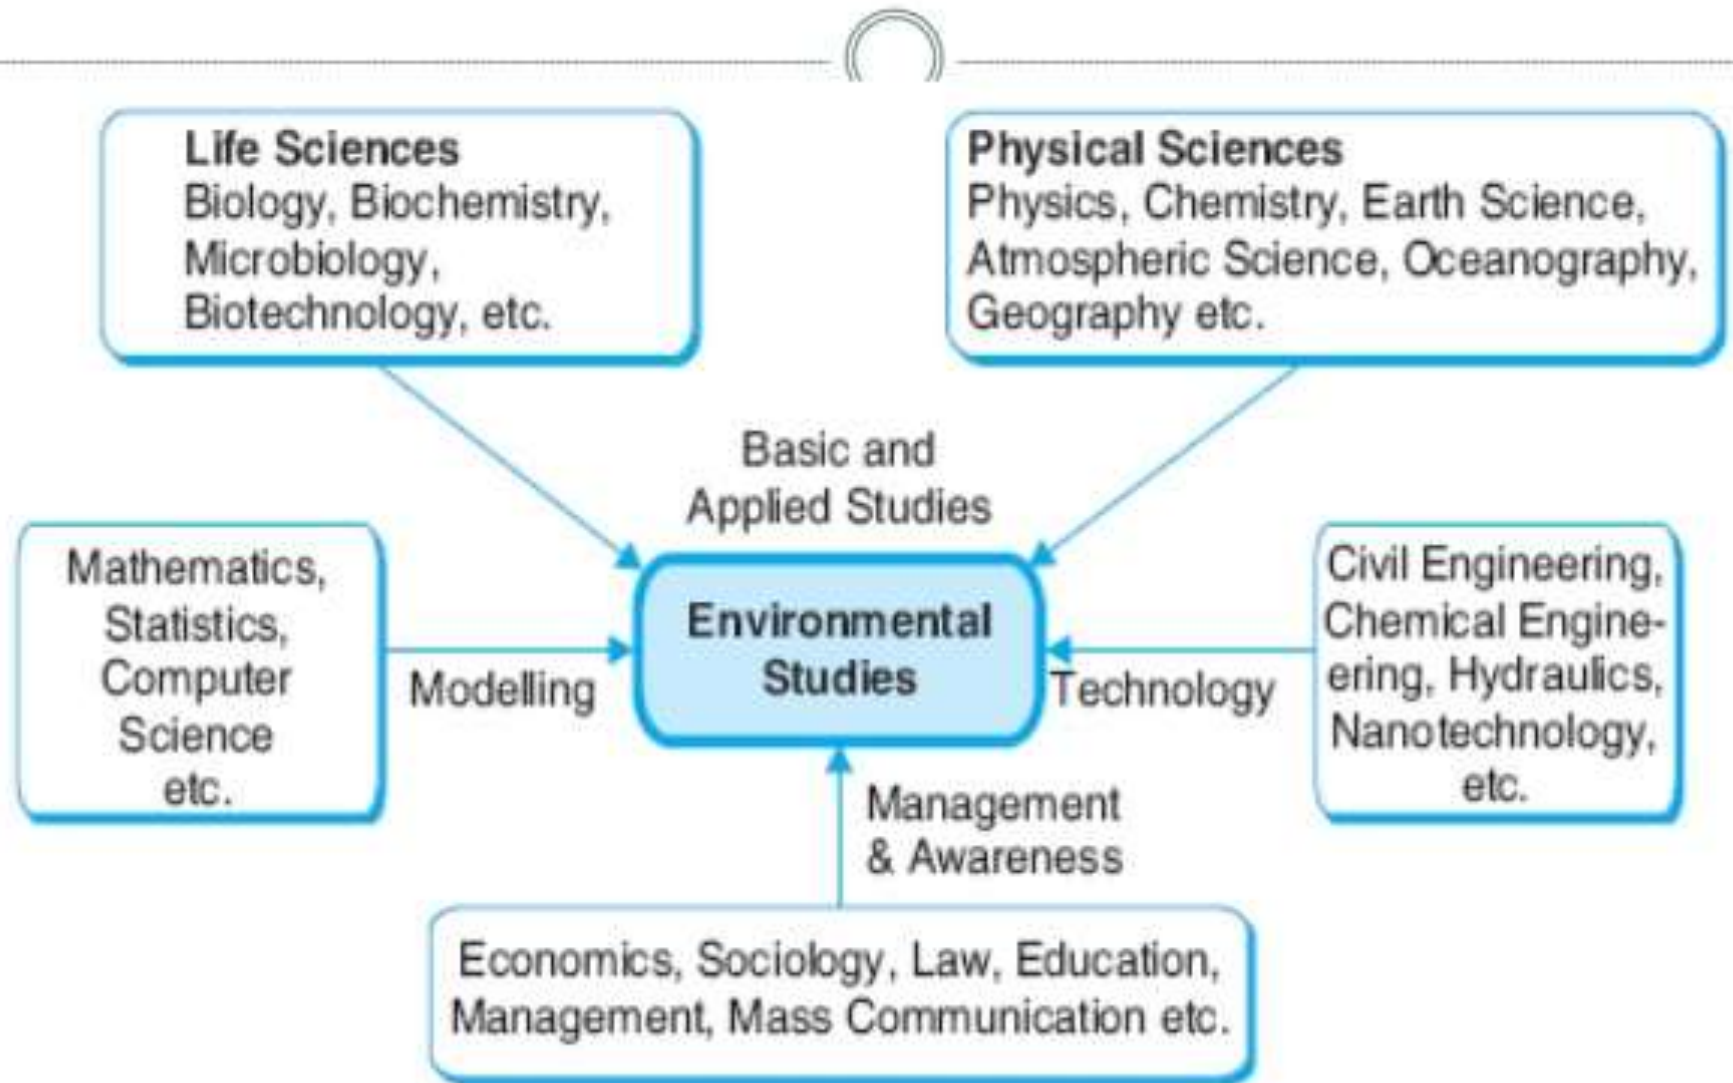 Life Sciences
Biology, Biochemistry,
Microbiology,
Biotechnology, etc.
Physical Sciences
Physics, Chemistry, Earth Science,
Atmospheric Science, Oceanography,
Geography etc.
Basic and
Applied Studies
Mathematics,
Statistics,
Computer
Science
etc.
Modelling
Environmental
Studies
Technology
Civil Engineering,
Chemical Engine-
ering, Hydraulics,
Nanotechnology,
etc.
Management
& Awareness
Economics, Sociology, Law, Education,
Management, Mass Communication etc.